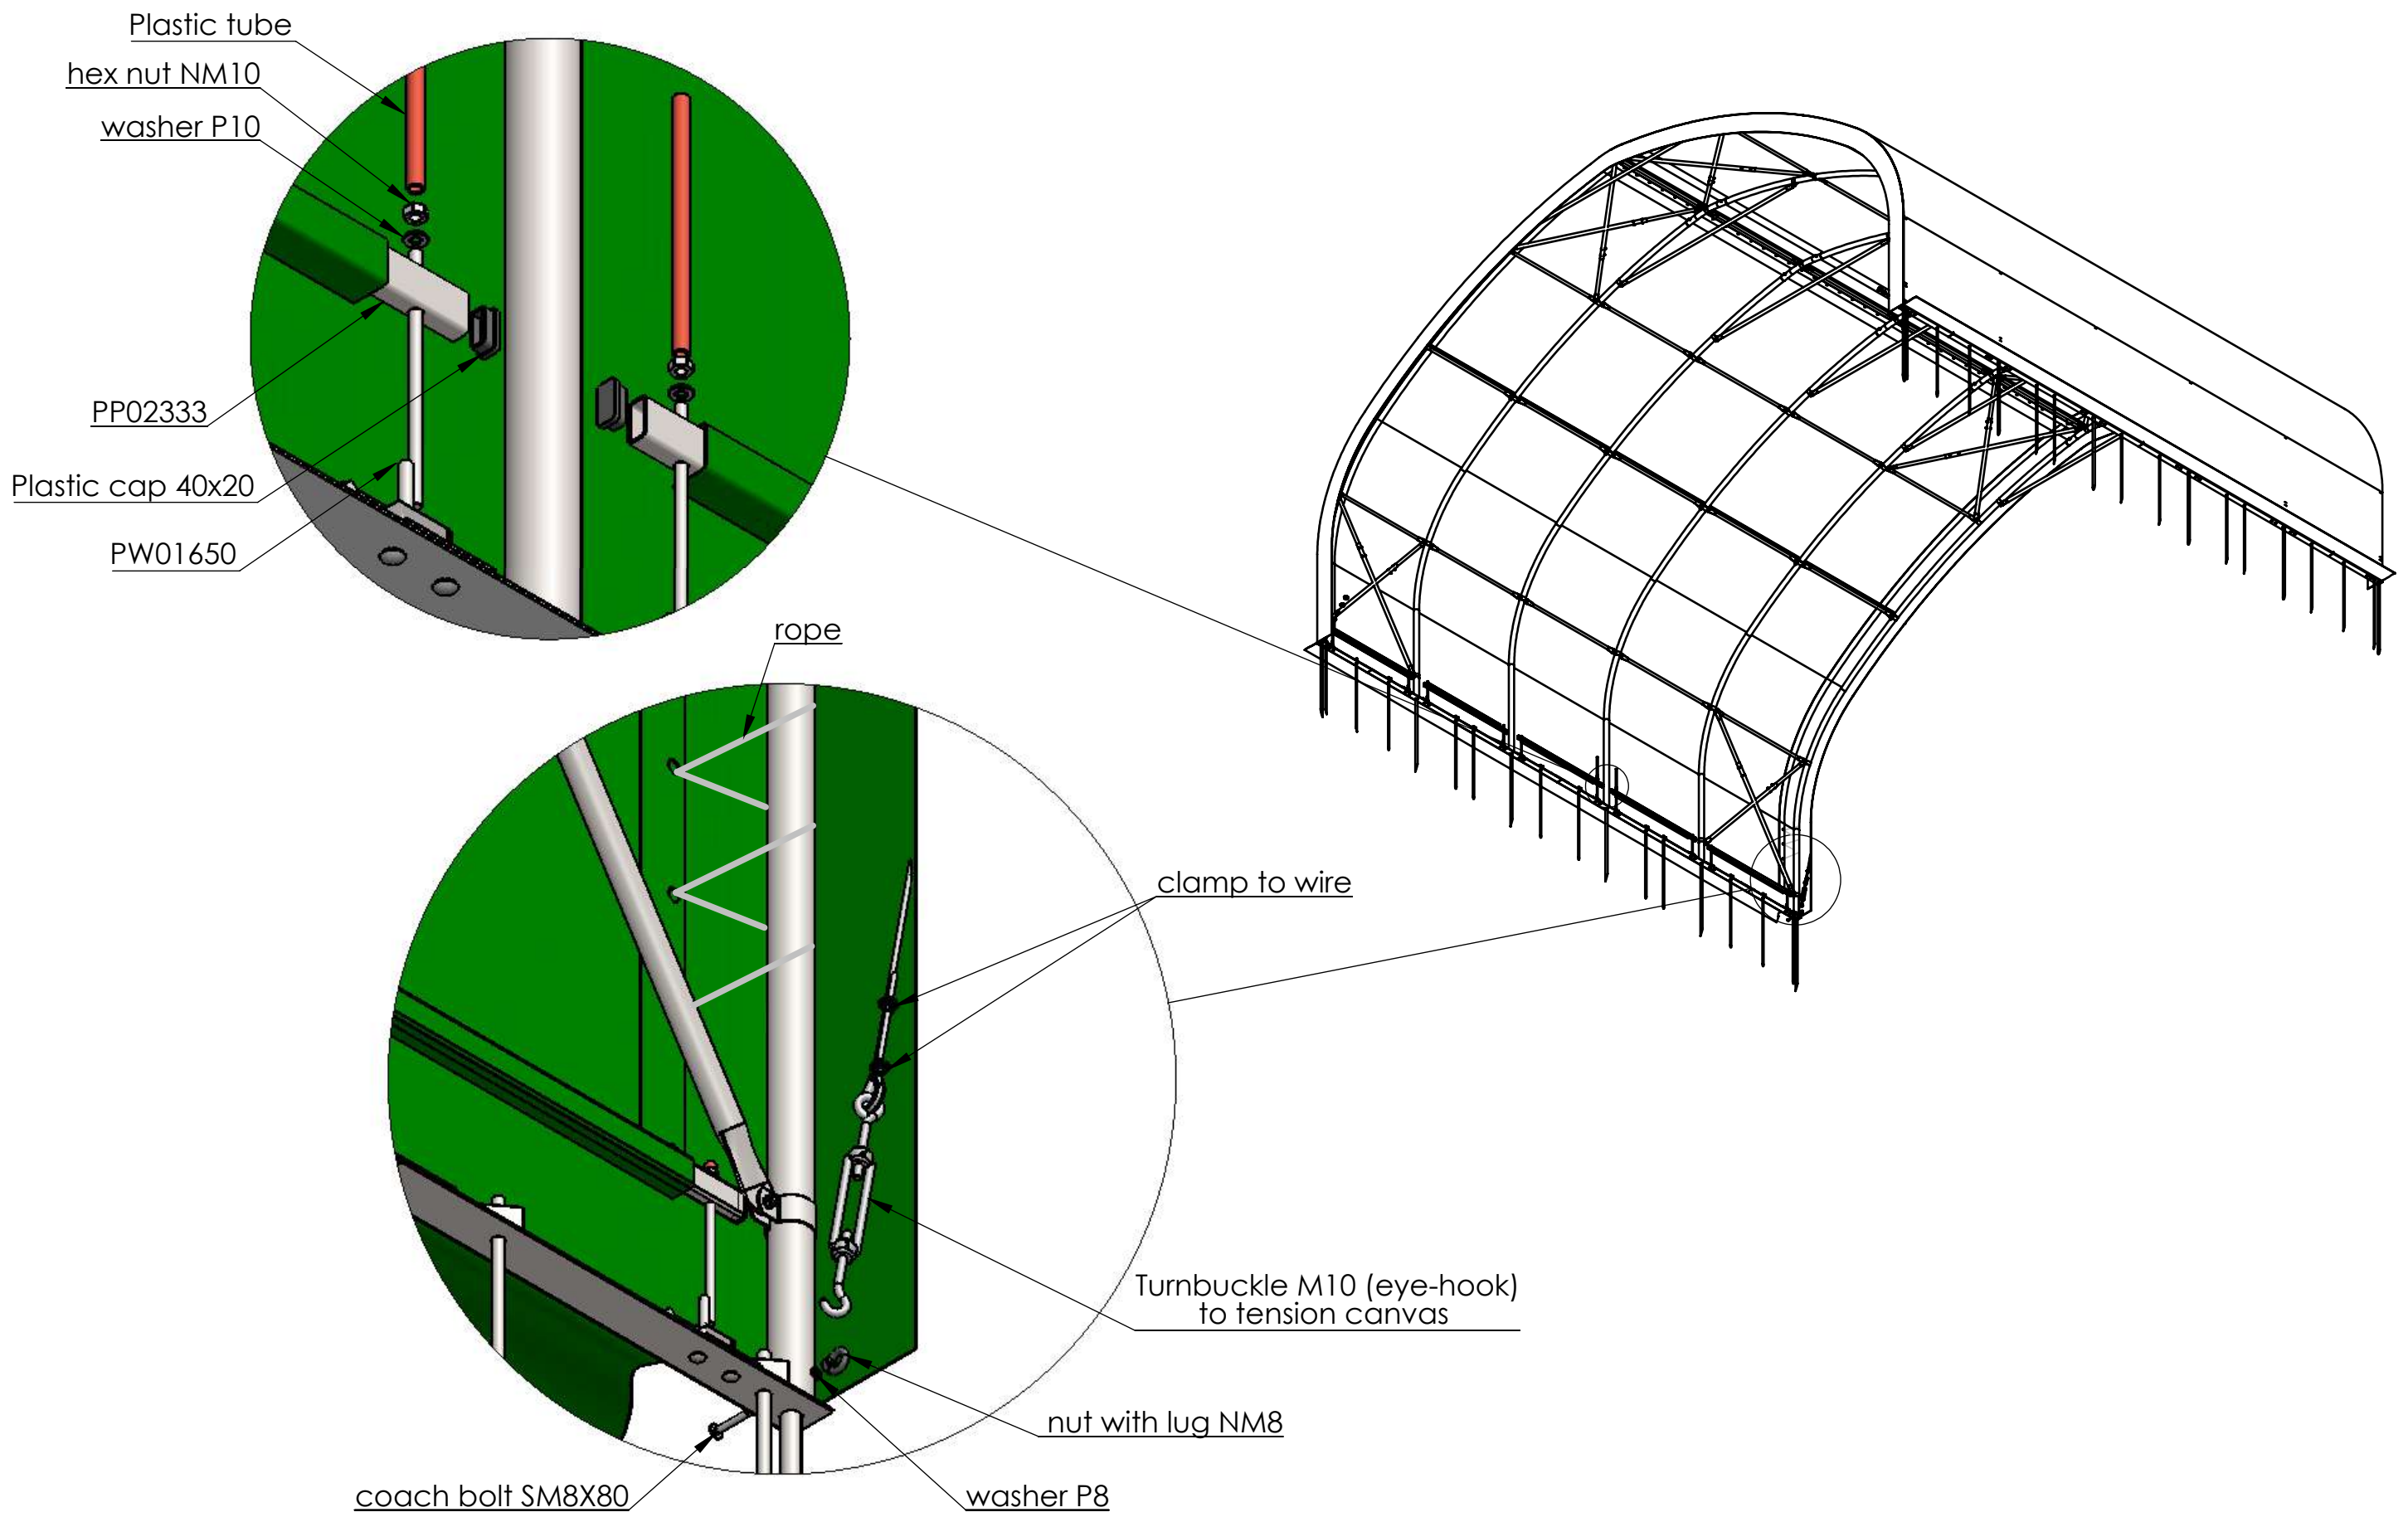 Plastic tube
hex nut NM10
washer P10
PP02333
Plastic cap 40x20
PW01650
rope
clamp to wire
Turnbuckle M10 (eye-hook)
to tension canvas
nut with lug NM8
coach bolt SM8X80
washer P8